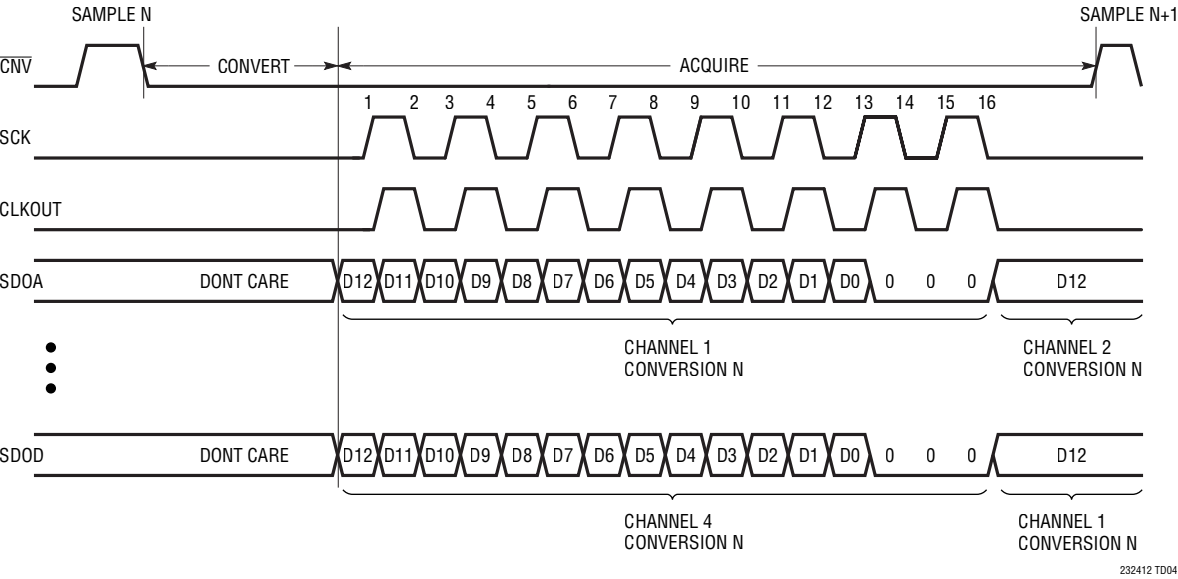 SAMPLE N SAMPLE N+1
CNV CONVERT ACQUIRE
1 2 3 4 5 6 7 8 9 10 11 12 13 14 15 16
SCK
CLKOUT
SDOA DONT CARE D12 D11 D10 D9 D8 D7 D6 D5 D4 D3 D2 D1 D0 0 0 0 D12
CHANNEL 1 CHANNEL 2
CONVERSION N CONVERSION N
SDOD DONT CARE D12 D11 D10 D9 D8 D7 D6 D5 D4 D3 D2 D1 D0 0 0 0 D12
CHANNEL 4 CHANNEL 1
CONVERSION N CONVERSION N
232412 TD04